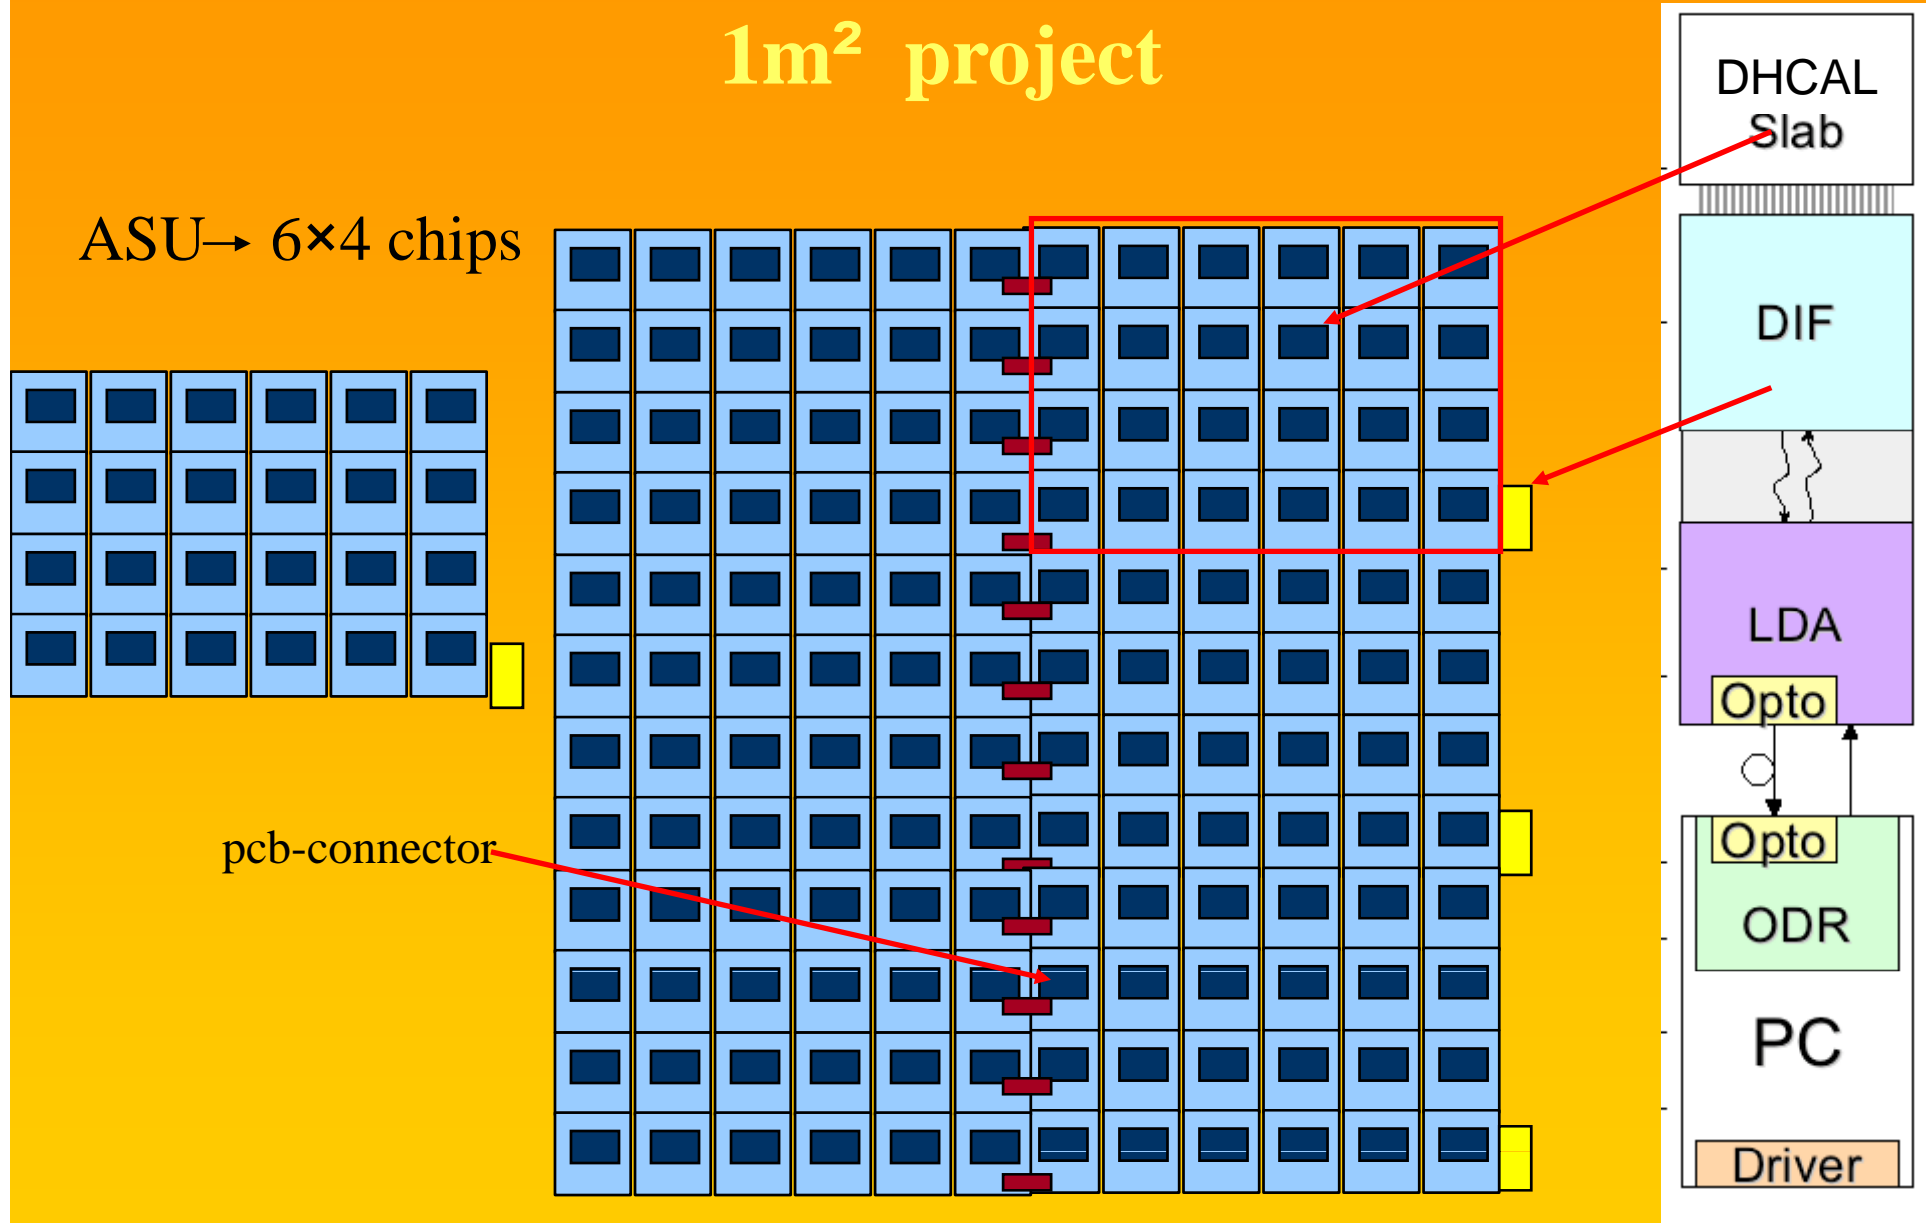 1m² project
ASU→ 6×4 chips
pcb-connector
DHCAL
Slab
DIF
LDA
Opto
Opto
ODR
PC
Driver